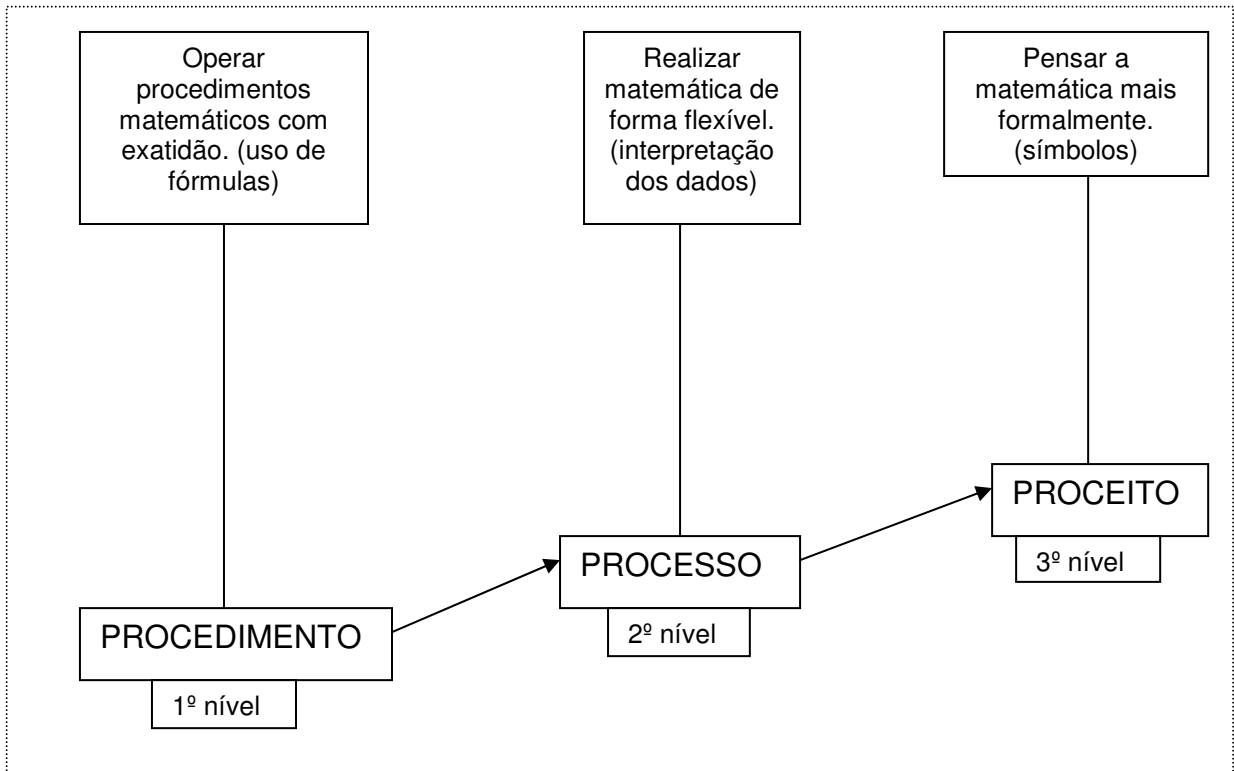 Operar
procedimentos
matemáticos com
exatidão. (uso de
fórmulas)
Realizar
matemática de
forma flexível.
(interpretação
dos dados)
Pensar a
matemática mais
formalmente.
(símbolos)
PROCEITO
3º nível
PROCESSO
2º nível
PROCEDIMENTO
1º nível